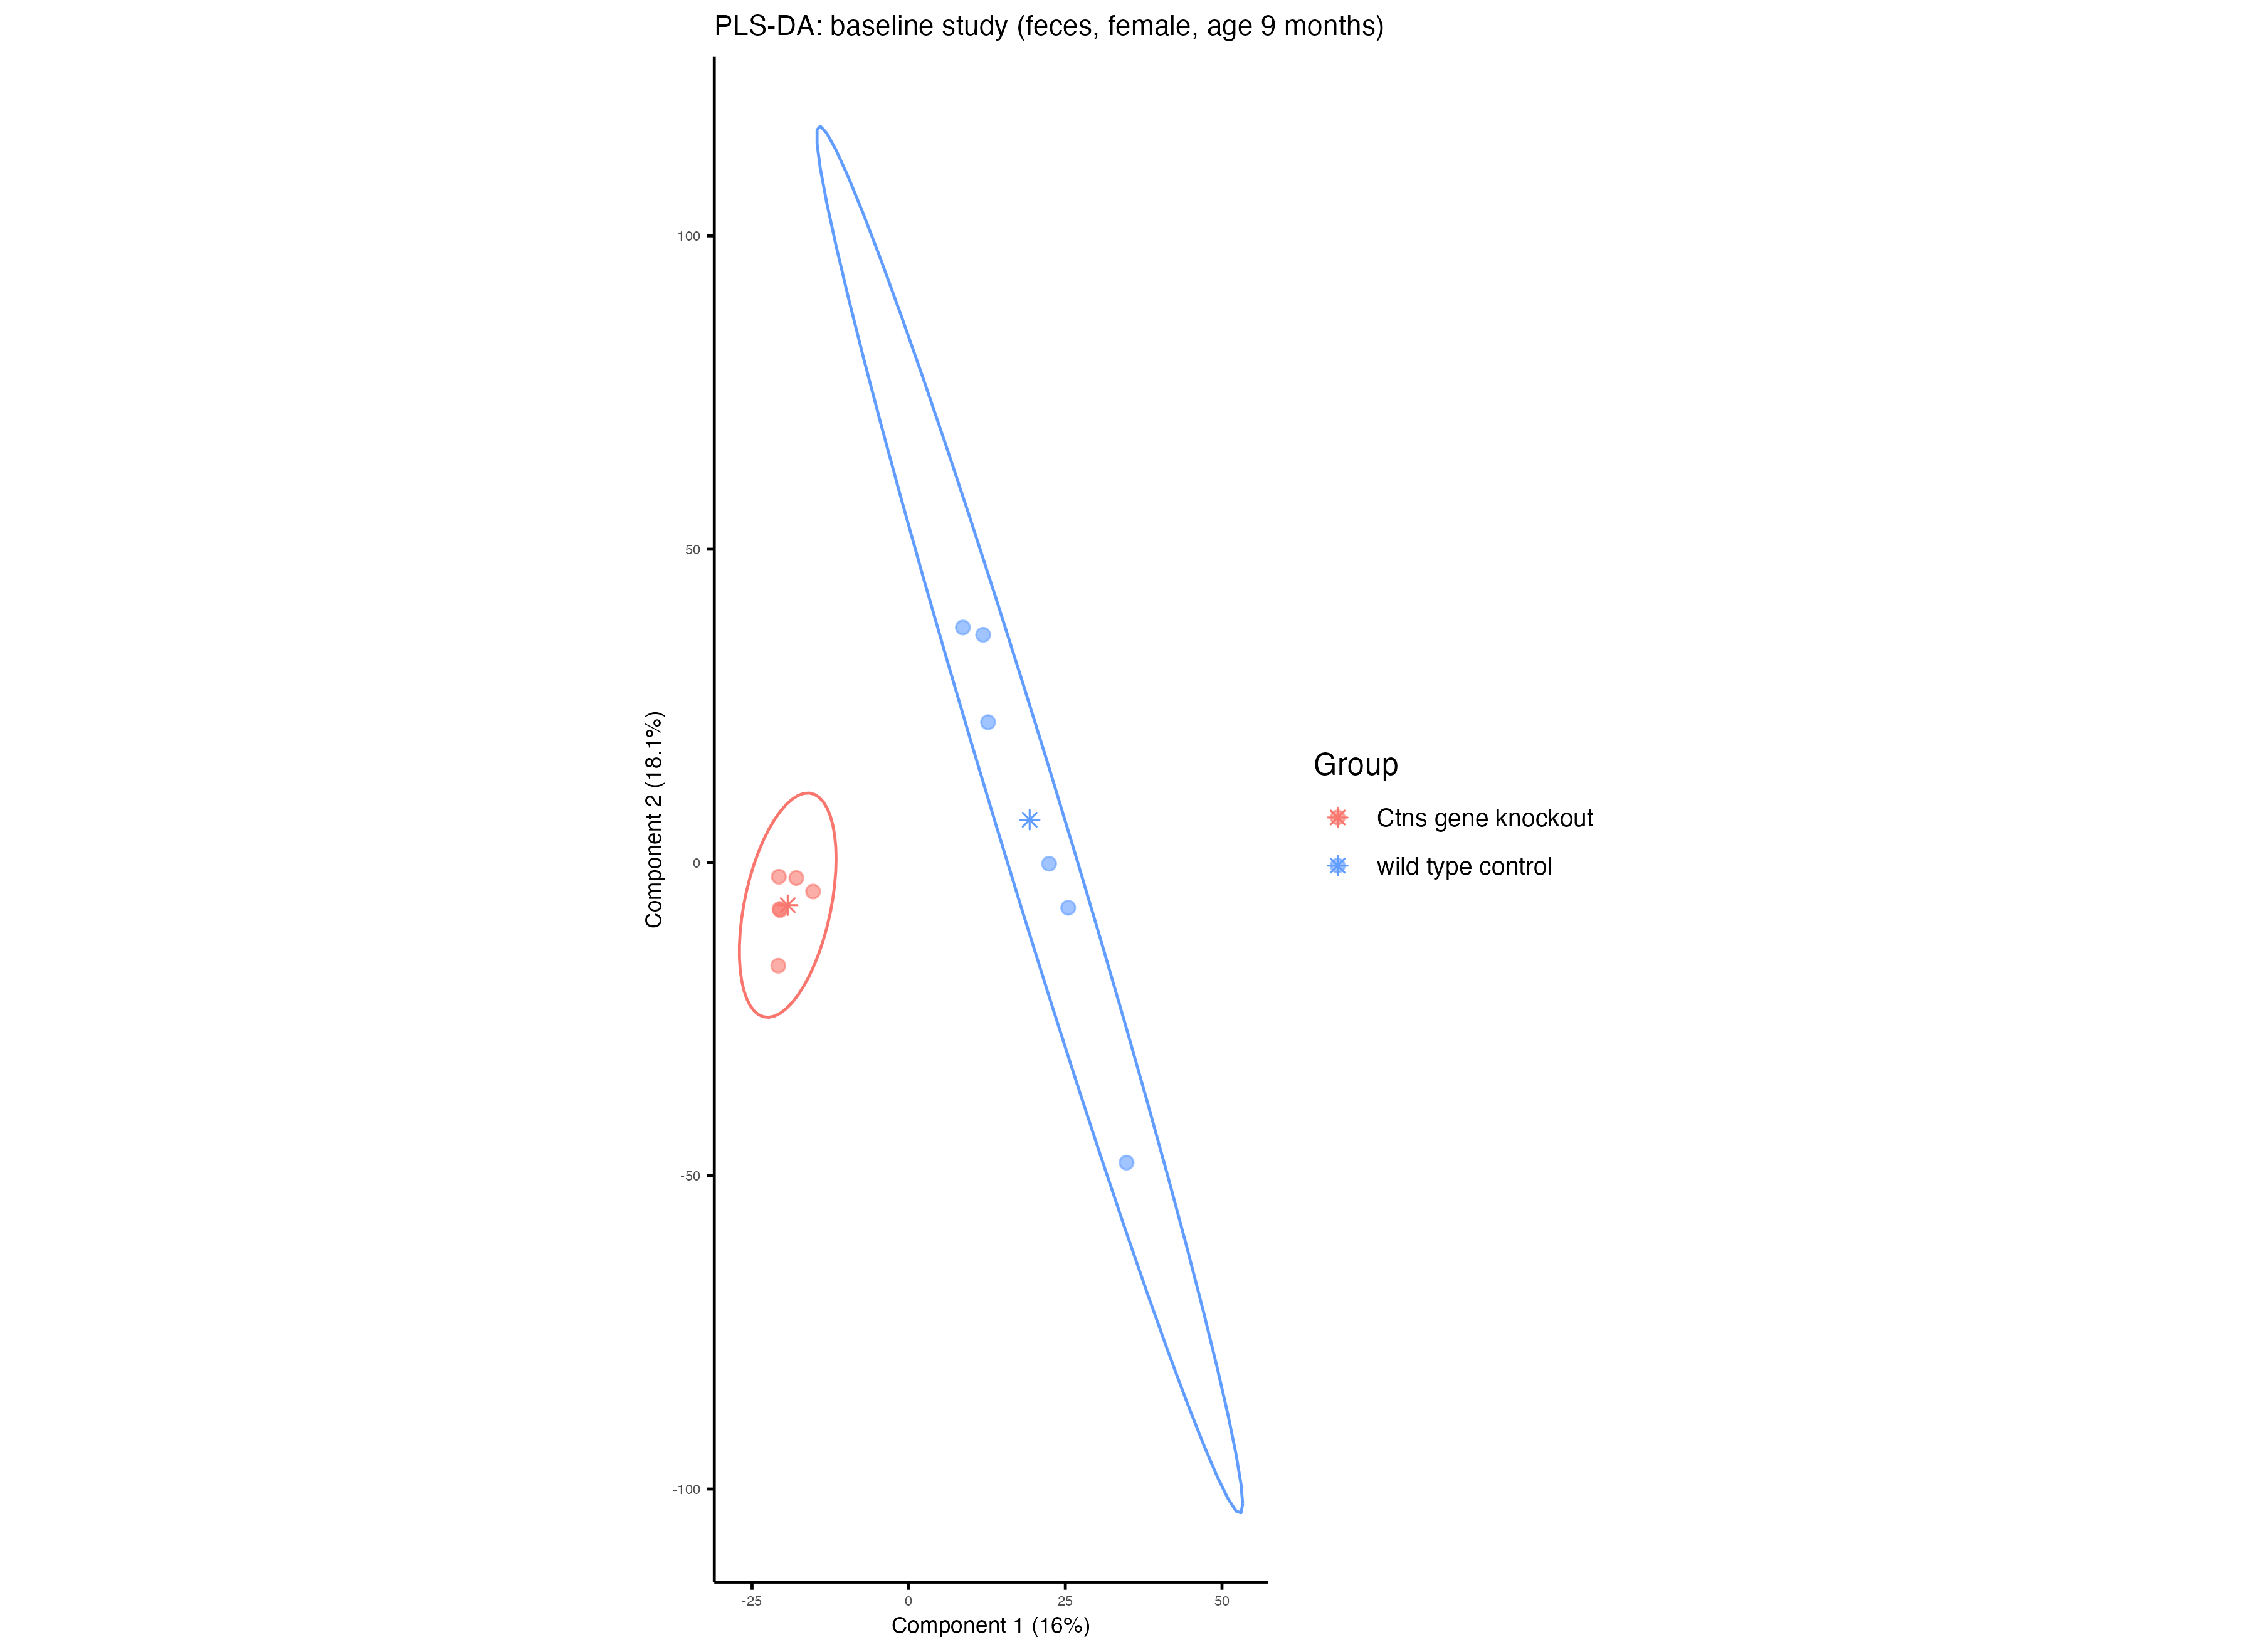 PLS-DA: baseline study (feces, female, age 9 months)
100
50
0
-50
-100
Component 2 (18.1%)
-25 0 25 50
Component 1 (16%)
Group
Ctns gene knockout
wild type control